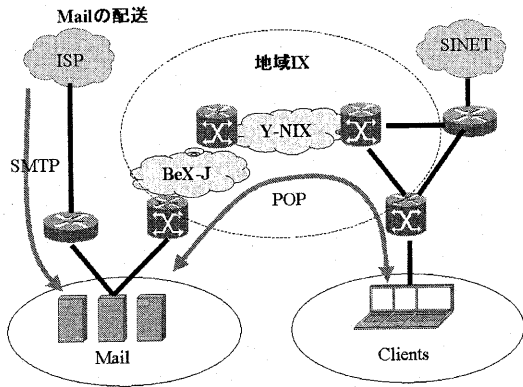 Mailの配送
ISP
SINET
地域IX
Y-NIX
SMTP
BeX-J
POP
Mail
Clients